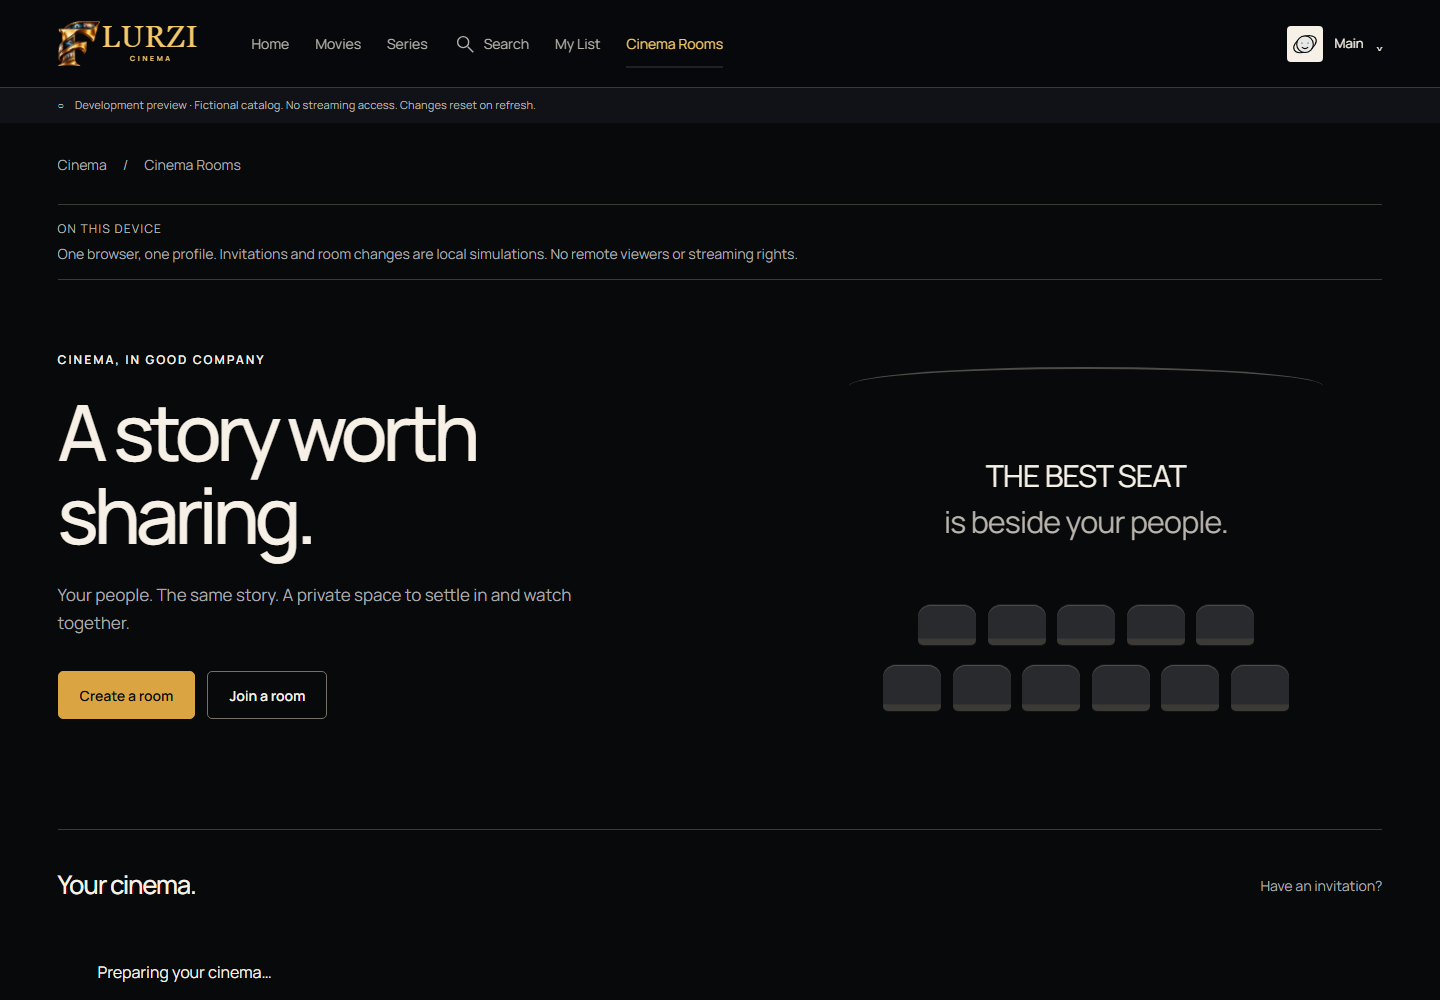 FLURZI
CINEMA
Home
Movies
Series
Search
My List
Cinema Rooms
Main
Development preview · Fictional catalog. No streaming access. Changes reset on refresh.
Cinema / Cinema Rooms
ON THIS DEVICE
One browser, one profile. Invitations and room changes are local simulations. No remote viewers or streaming rights.
CINEMA, IN GOOD COMPANY
A story worth
sharing.
Your people. The same story. A private space to settle in and watch
together.
Create a room
Join a room
THE BEST SEAT
is beside your people.
Your cinema.
Have an invitation?
Preparing your cinema...